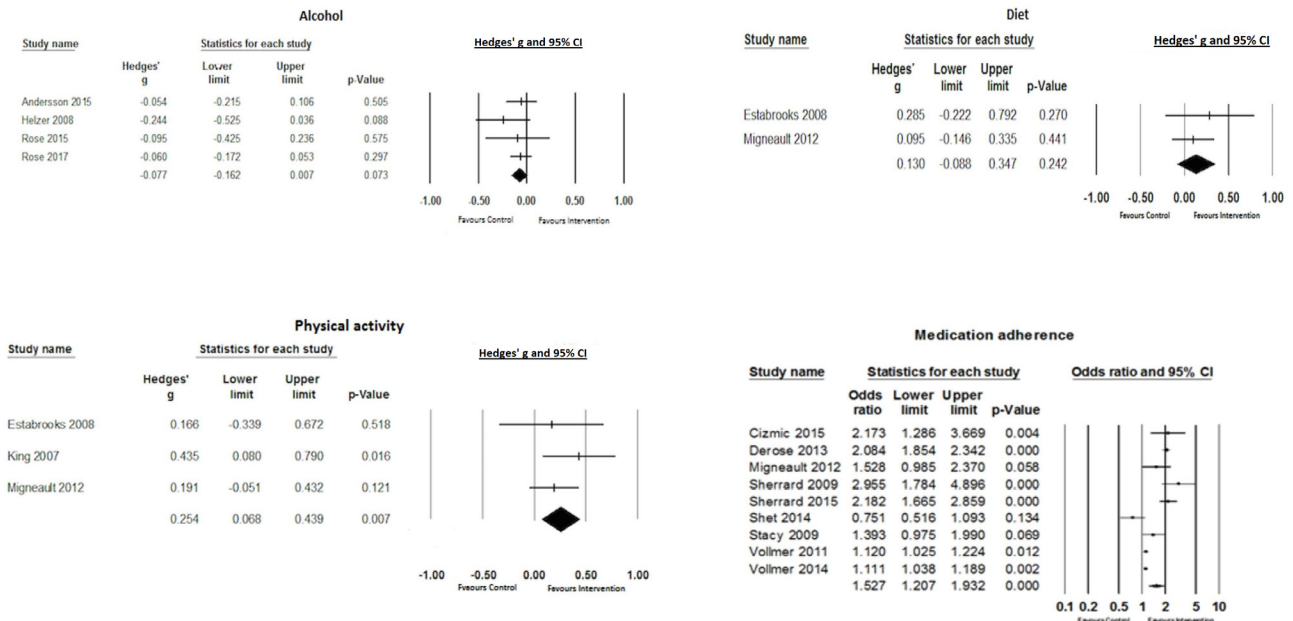 Alcohol
Study name Statistics for each study Hedges' g and 95% CI
Hedges' Lower Upper
g limit limit p-Value
Andersson 2015 -0.054 -0.215 0.106 0.505
Helzer 2008 -0.244 -0.525 0.036 0.088
Rose 2015 -0.095 -0.425 0.236 0.575
Rose 2017 -0.060 -0.172 0.053 0.297
-0.077 -0.162 0.007 0.073
-1.00 -0.50 0.00 0.50 1.00
Favours Control Favours Intervention
Diet
Study name Statistics for each study Hedges' g and 95% CI
Hedges' Lower Upper
g limit limit p-Value
Estabrooks 2008 0.285 -0.222 0.792 0.270
Migneault 2012 0.095 -0.146 0.335 0.441
0.130 -0.088 0.347 0.242
-1.00 -0.50 0.00 0.50 1.00
Favours Control Favours Intervention
Physical activity
Study name Statistics for each study Hedges' g and 95% CI
Hedges' Lower Upper
g limit limit p-Value
Estabrooks 2008 0.166 -0.339 0.672 0.518
King 2007 0.435 0.080 0.790 0.016
Migneault 2012 0.191 -0.051 0.432 0.121
0.254 0.068 0.439 0.007
-1.00 -0.50 0.00 0.50 1.00
Favours Control Favours Intervention
Medication adherence
Study name Statistics for each study Odds ratio and 95% CI
Odds Lower Upper
ratio limit limit p-Value
Cizmic 2015 2.173 1.286 3.669 0.004
Derose 2013 2.084 1.854 2.342 0.000
Migneault 2012 1.528 0.985 2.370 0.058
Sherrard 2009 2.955 1.784 4.896 0.000
Sherrard 2015 2.182 1.665 2.859 0.000
Shet 2014 0.751 0.516 1.093 0.134
Stacy 2009 1.393 0.975 1.990 0.069
Vollmer 2011 1.120 1.025 1.224 0.012
Vollmer 2014 1.111 1.038 1.189 0.002
1.527 1.207 1.932 0.000
0.1 0.2 0.5 1 2 5 10
Favours Control Favours Intervention